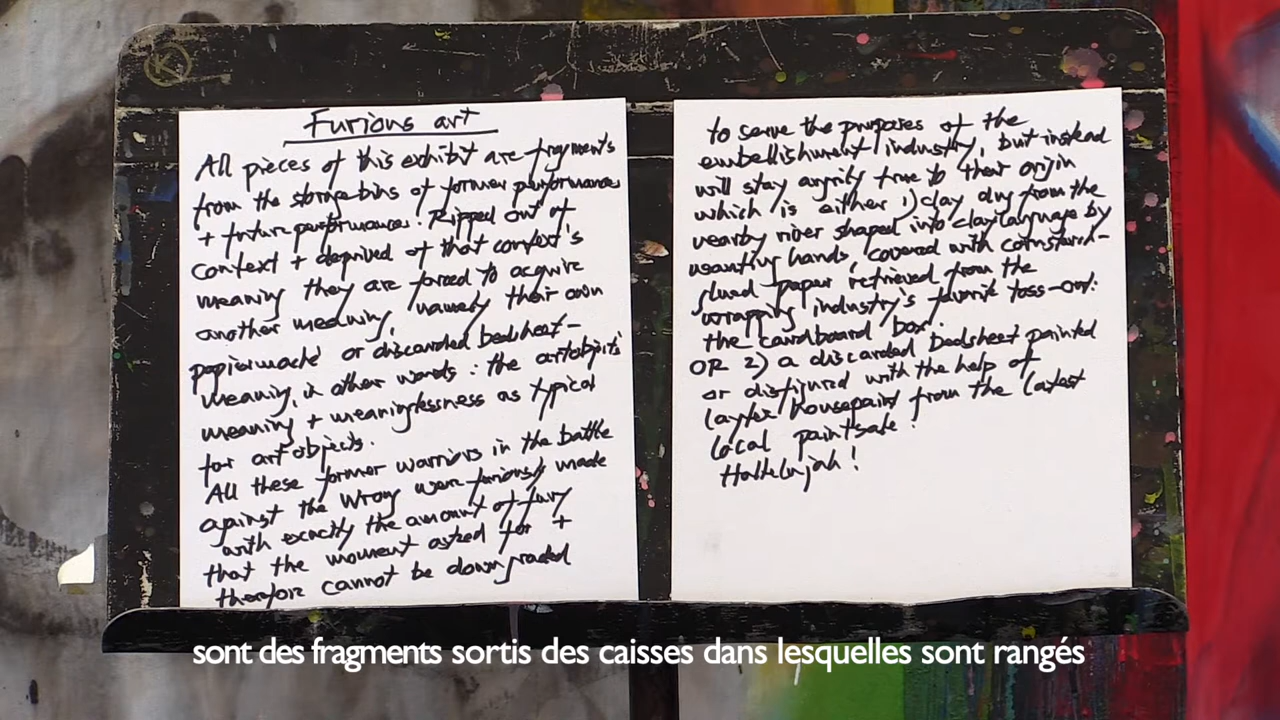 Furious art
All pieces of this exhibit are fragments
from the storagebins of former performances
+ future performances! Ripped out of
context + deprived of that context's
meaning they are forced to acquire
another meaning, namely their own
papiermaché or discarded bedsheet-
meaning, in other words: the artobjects'
meaning + meaninglessness as typical
for art objects.
All these former warriors in the battle
against the Wrong were furiously made
with exactly the amount of fury
that the moment asked for +
therefore cannot be downgraded
to serve the purposes of the
embellishment industry, but instead
will stay angrily true to their origin
which is either 1) clay dug from the
nearby river shaped into claylanguage by
wanting hands, covered with cornstarch-
glued paper retrieved from the
wrapping industry's favorite toss-out:
the cardboard box.
OR 2) a discarded bedsheet painted
or disfigured with the help of
latex housepaint from the latest
local paintsale!
Hallelujah!
sont des fragments sortis des caisses dans lesquelles sont rangés